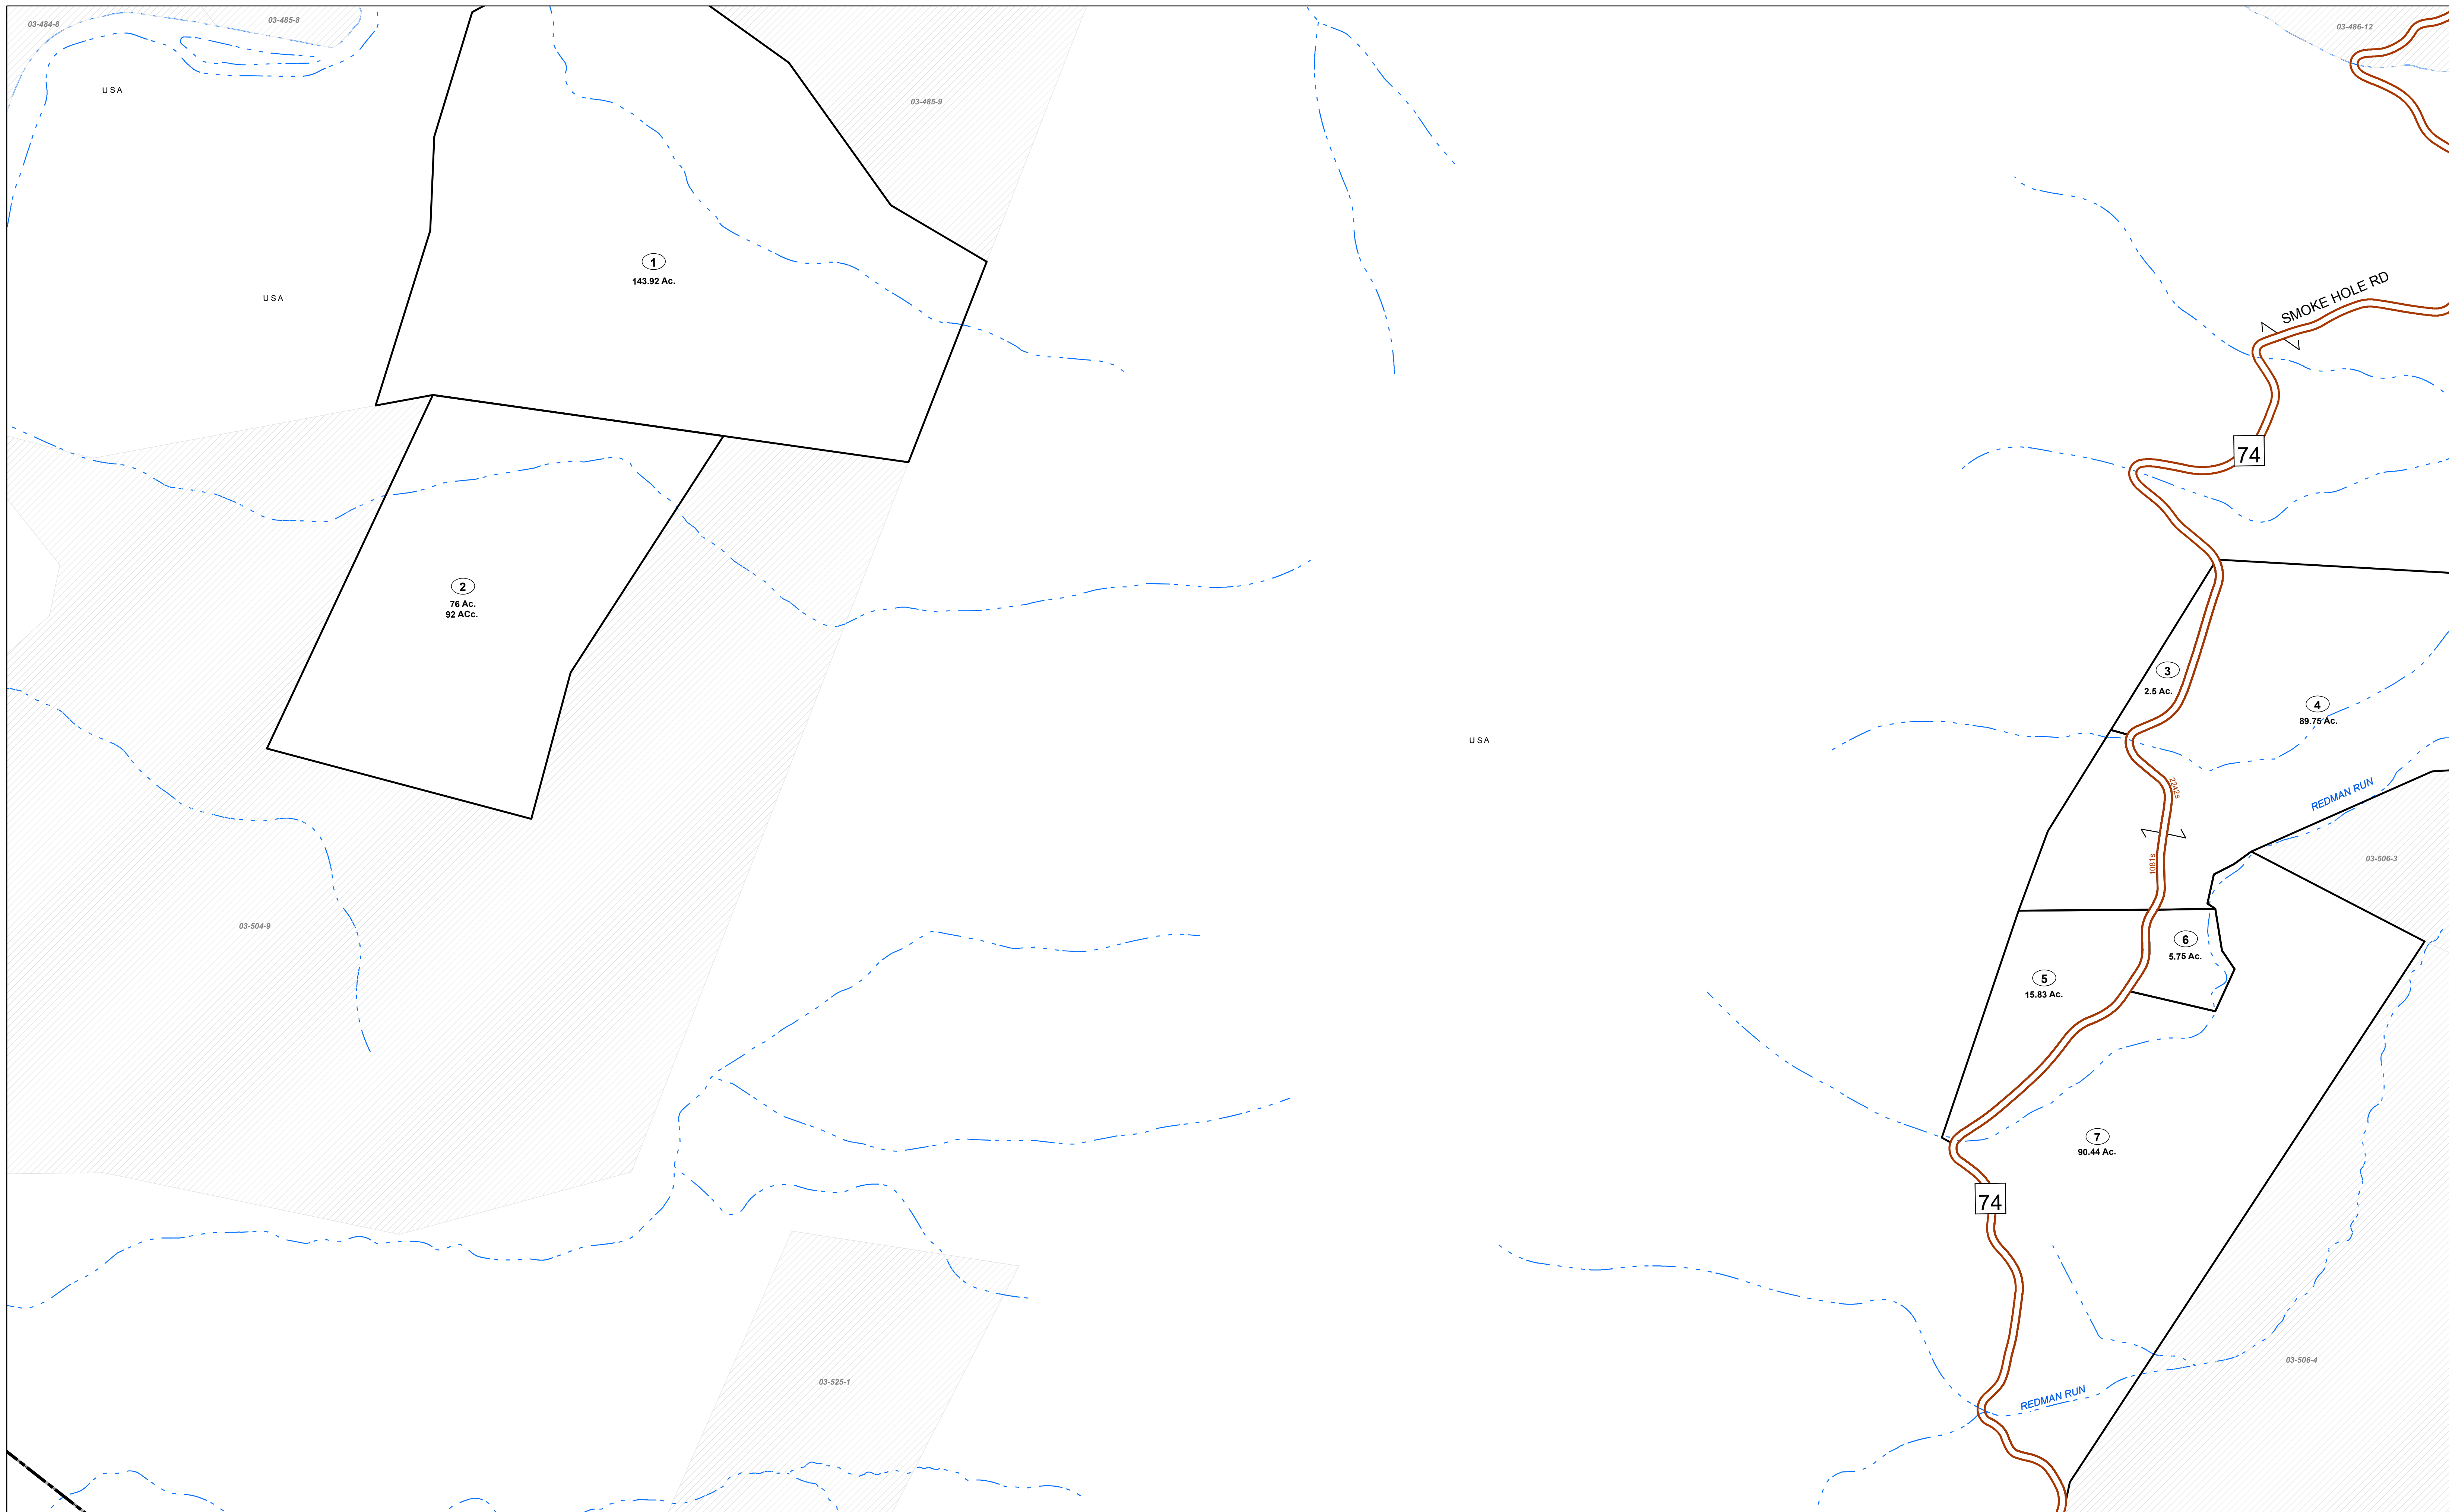 03-484-8
03-485-8
03-486-12
U S A
03-485-9
1
143.92 Ac.
U S A
SMOKE HOLE RD
74
2
76 Ac.
92 ACc.
3
2.5 Ac.
4
89.75 Ac.
U S A
2242s
REDMAN RUN
1081s
03-506-3
03-504-9
6
5.75 Ac.
5
15.83 Ac.
7
90.44 Ac.
74
03-506-4
03-525-1
REDMAN RUN